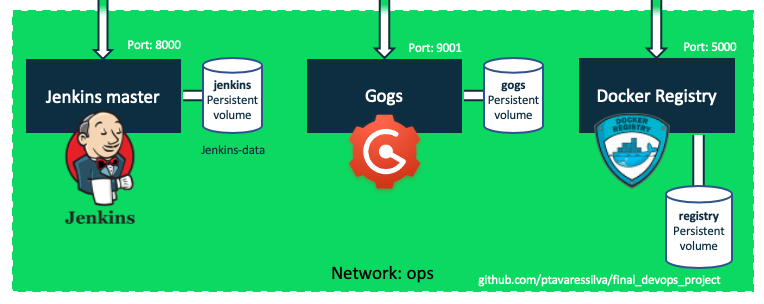 Port: 8000
Port: 9001
Port: 5000
Jenkins master
jenkins
Persistent
volume
Jenkins-data
Jenkins
Gogs
gogs
Persistent
volume
Docker Registry
DOCKER
REGISTRY
registry
Persistent
volume
Network: ops
github.com/ptavaressilva/final_devops_project